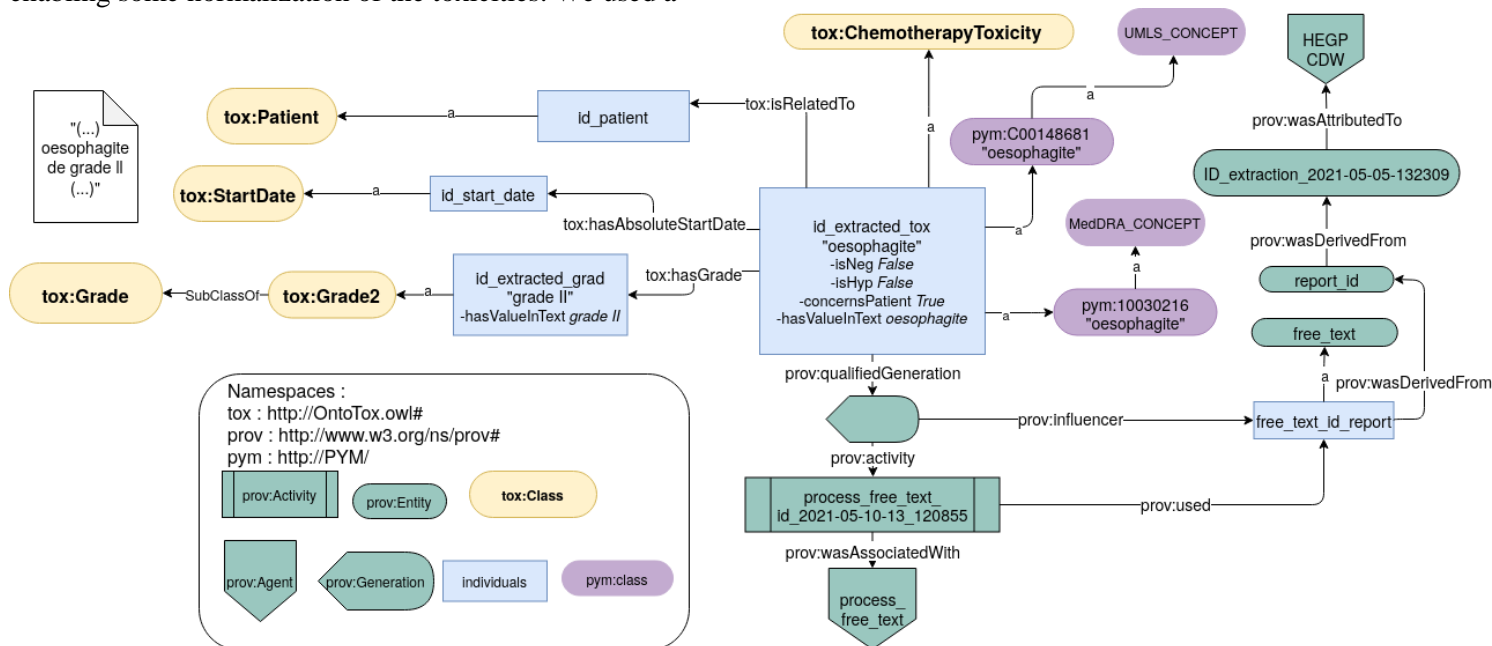 enabling some normalization of the toxicities. We used a
tox:ChemotherapyToxicity
UMLS_CONCEPT
HEGP
CDW
"(...)
oesophagite
de grade II
(...)"
tox:Patient
a
id_patient
tox:isRelatedTo
a
a
pym:C00148681
"oesophagite"
prov:wasAttributedTo
ID_extraction_2021-05-05-132309
tox:StartDate
a
id_start_date
tox:hasAbsoluteStartDate
id_extracted_tox
"oesophagite"
-isNeg False
-isHyp False
-concernsPatient True
-hasValueInText oesophagite
a
MedDRA_CONCEPT
a
prov:wasDerivedFrom
report_id
tox:Grade
SubClassOf
tox:Grade2
a
id_extracted_grad
"grade II"
-hasValueInText grade II
tox:hasGrade
a
pym:10030216
"oesophagite"
free_text
a
prov:wasDerivedFrom
prov:qualifiedGeneration
prov:influencer
free_text_id_report
prov:activity
process_free_text_
id_2021-05-10-13_120855
prov:used
prov:wasAssociatedWith
process_
free_text
Namespaces :
tox : http://OntoTox.owl#
prov : http://www.w3.org/ns/prov#
pym : http://PYM/
prov:Activity
prov:Entity
tox:Class
prov:Agent
prov:Generation
individuals
pym:class